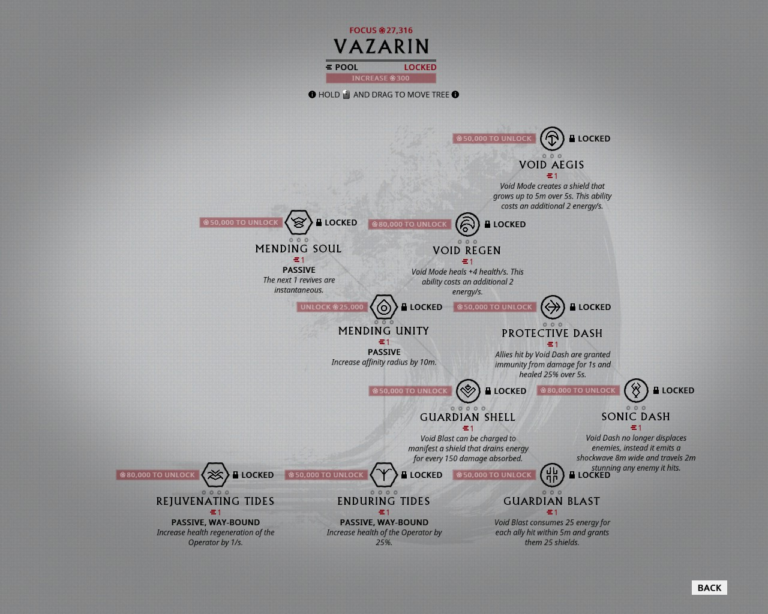 FOCUS 27,316
VAZARIN
POOL LOCKED
INCREASE 300
HOLD AND DRAG TO MOVE TREE
50,000 TO UNLOCK LOCKED
VOID AEGIS
1
Void Mode creates a shield that
grows up to 5m over 5s. This ability
costs an additional 2 energy/s.
50,000 TO UNLOCK LOCKED
MENDING SOUL
1
PASSIVE
The next 1 revives are
instantaneous.
80,000 TO UNLOCK LOCKED
VOID REGEN
1
Void Mode heals +4 health/s. This
ability costs an additional 2
energy/s.
UNLOCK 25,000 LOCKED
MENDING UNITY
1
PASSIVE
Increase affinity radius by 10m.
50,000 TO UNLOCK LOCKED
PROTECTIVE DASH
1
Allies hit by Void Dash are granted
immunity from damage for 1s and
healed 25% over 5s.
50,000 TO UNLOCK LOCKED
GUARDIAN SHELL
1
Void Blast can be charged to
manifest a shield that drains energy
for every 150 damage absorbed.
80,000 TO UNLOCK LOCKED
SONIC DASH
1
Void Dash no longer displaces
enemies, instead it emits a
shockwave 8m wide and travels 2m
stunning any enemy it hits.
80,000 TO UNLOCK LOCKED
REJUVENATING TIDES
1
PASSIVE, WAY-BOUND
Increase health regeneration of the
Operator by 1/s.
50,000 TO UNLOCK LOCKED
ENDURING TIDES
1
PASSIVE, WAY-BOUND
Increase health of the Operator by
25%.
50,000 TO UNLOCK LOCKED
GUARDIAN BLAST
1
Void Blast consumes 25 energy for
each ally hit within 5m and grants
them 25 shields.
BACK